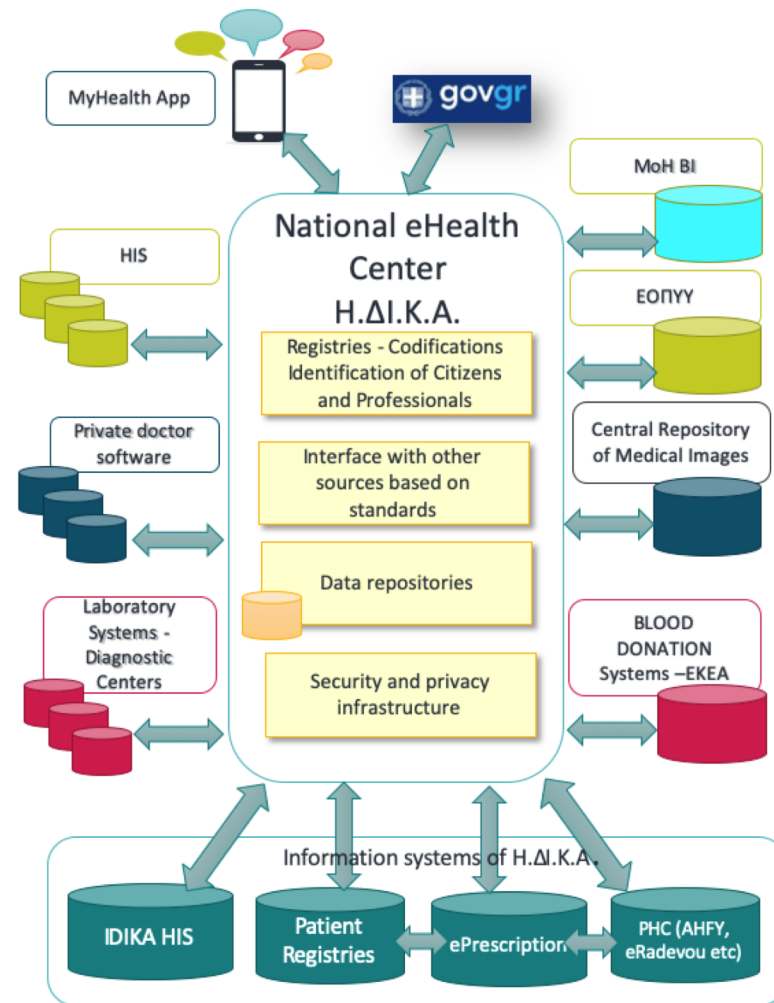 MyHealth App
govgr
MoH BI
National eHealth
Center
Η.ΔΙ.Κ.Α.
HIS
ΕΟΠΥΥ
Registries - Codifications
Identification of Citizens
and Professionals
Private doctor
software
Interface with other
sources based on
standards
Central Repository
of Medical Images
Data repositories
Laboratory
Systems -
Diagnostic
Centers
BLOOD
DONATION
Systems –EKEA
Security and privacy
infrastructure
Information systems of Η.ΔΙ.Κ.Α.
IDIKA HIS
Patient
Registries
ePrescription
PHC (AHFY,
eRadevou etc)